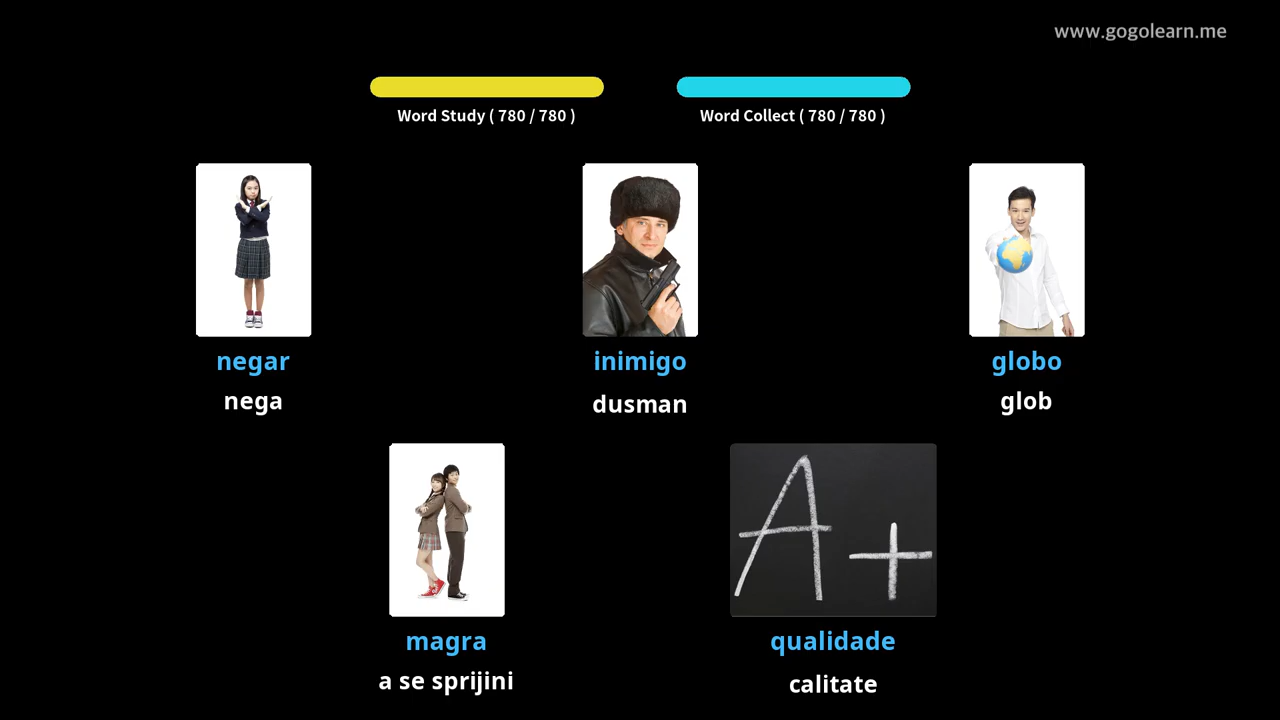 www.gogolearn.me
Word Study ( 780 / 780 )
Word Collect ( 780 / 780 )
negar
nega
inimigo
dusman
globo
glob
A+
magra
a se sprijini
qualidade
calitate